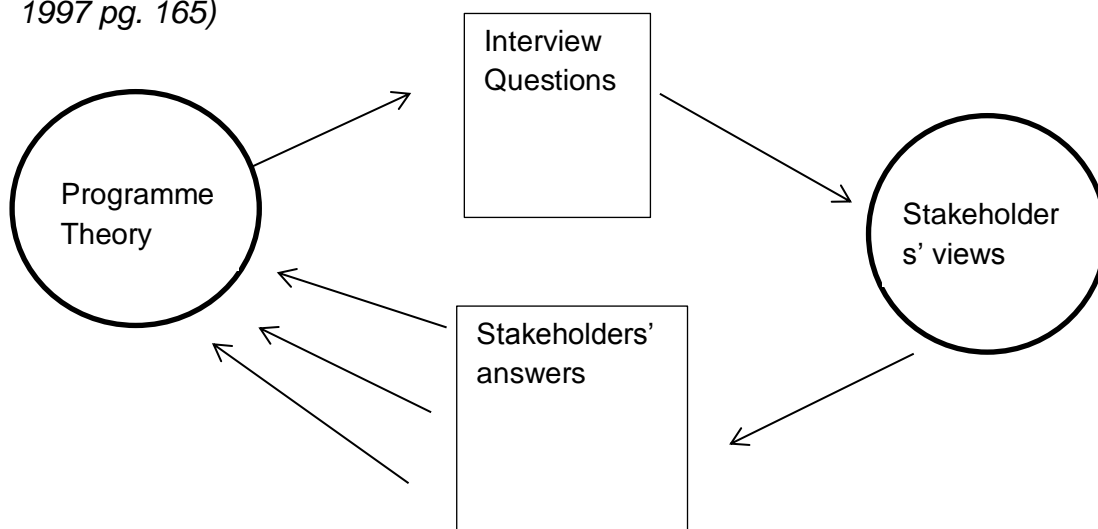 1997 pg. 165)
Interview
Questions
Programme
Theory
Stakeholder
s’ views
Stakeholders’
answers